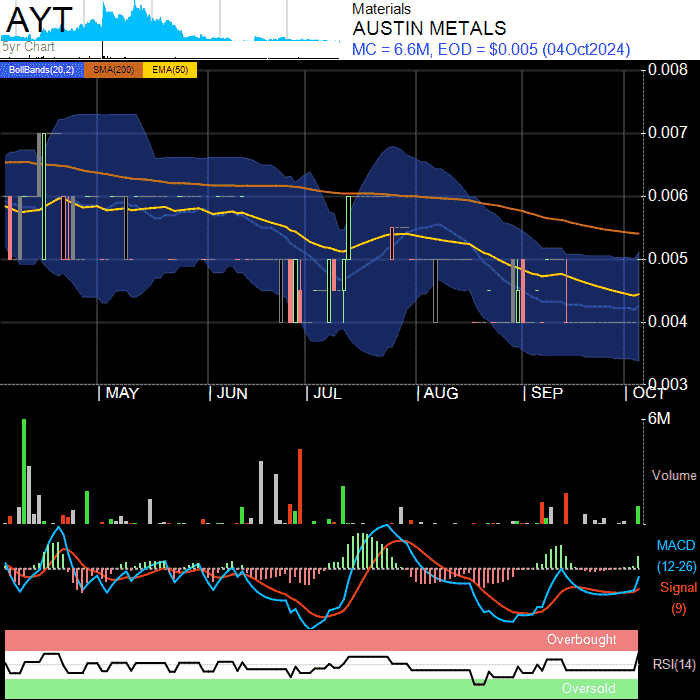 AYT
5yr Chart
Materials
AUSTIN METALS
MC = 6.6M, EOD = $0.005 (04Oct2024)
BollBands(20,2) SMA(200) EMA(50)
0.008
0.007
0.006
0.005
0.004
0.003
MAY JUN JUL AUG SEP OCT
6M
Volume
MACD
(12-26)
Signal
(9)
Overbought
RSI(14)
Oversold